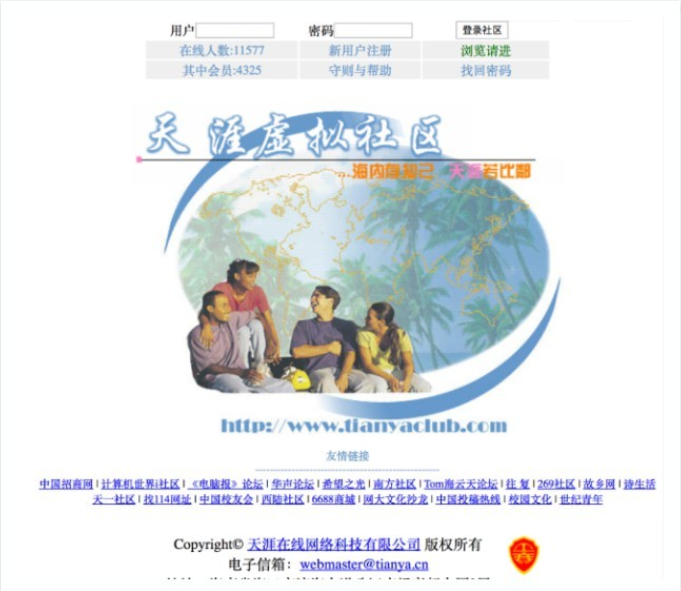 用户 密码 登录社区
在线人数:11577 新用户注册 浏览请进
其中会员:4325 守则与帮助 找回密码
天涯虚拟社区
...海内存知己 天涯若比邻
http://www.tianyaclub.com
友情链接
中国招商网 | 计算机世界i社区 | 《电脑报》论坛 | 华声论坛 | 希望之光 | 南方社区 | Tom海云天论坛 | 往复 | 269社区 | 故乡网 | 诗生活
天一社区 | 找114网址 | 中国校友会 | 西陆社区 | 6688商城 | 网大文化沙龙 | 中国投稿热线 | 校园文化 | 世纪青年
Copyright© 天涯在线网络科技有限公司 版权所有
电子信箱：webmaster@tianya.cn